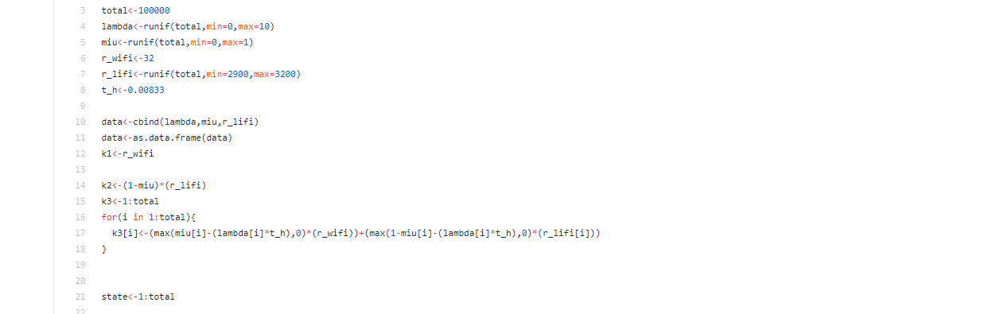 3 total<-100000
4 lambda<-runif(total,min=0,max=10)
5 miu<-runif(total,min=0,max=1)
6 r_wifi<-32
7 r_lifi<-runif(total,min=2900,max=3200)
8 t_h<-0.00833
9
10 data<-cbind(lambda,miu,r_lifi)
11 data<-as.data.frame(data)
12 k1<-r_wifi
13
14 k2<-(1-miu)*(r_lifi)
15 k3<-1:total
16 for(i in 1:total){
17   k3[i]<-(max(miu[i]-(lambda[i]*t_h),0)*(r_wifi))+(max(1-miu[i]-(lambda[i]*t_h),0)*(r_lifi[i]))
18 }
19
20
21 state<-1:total
22